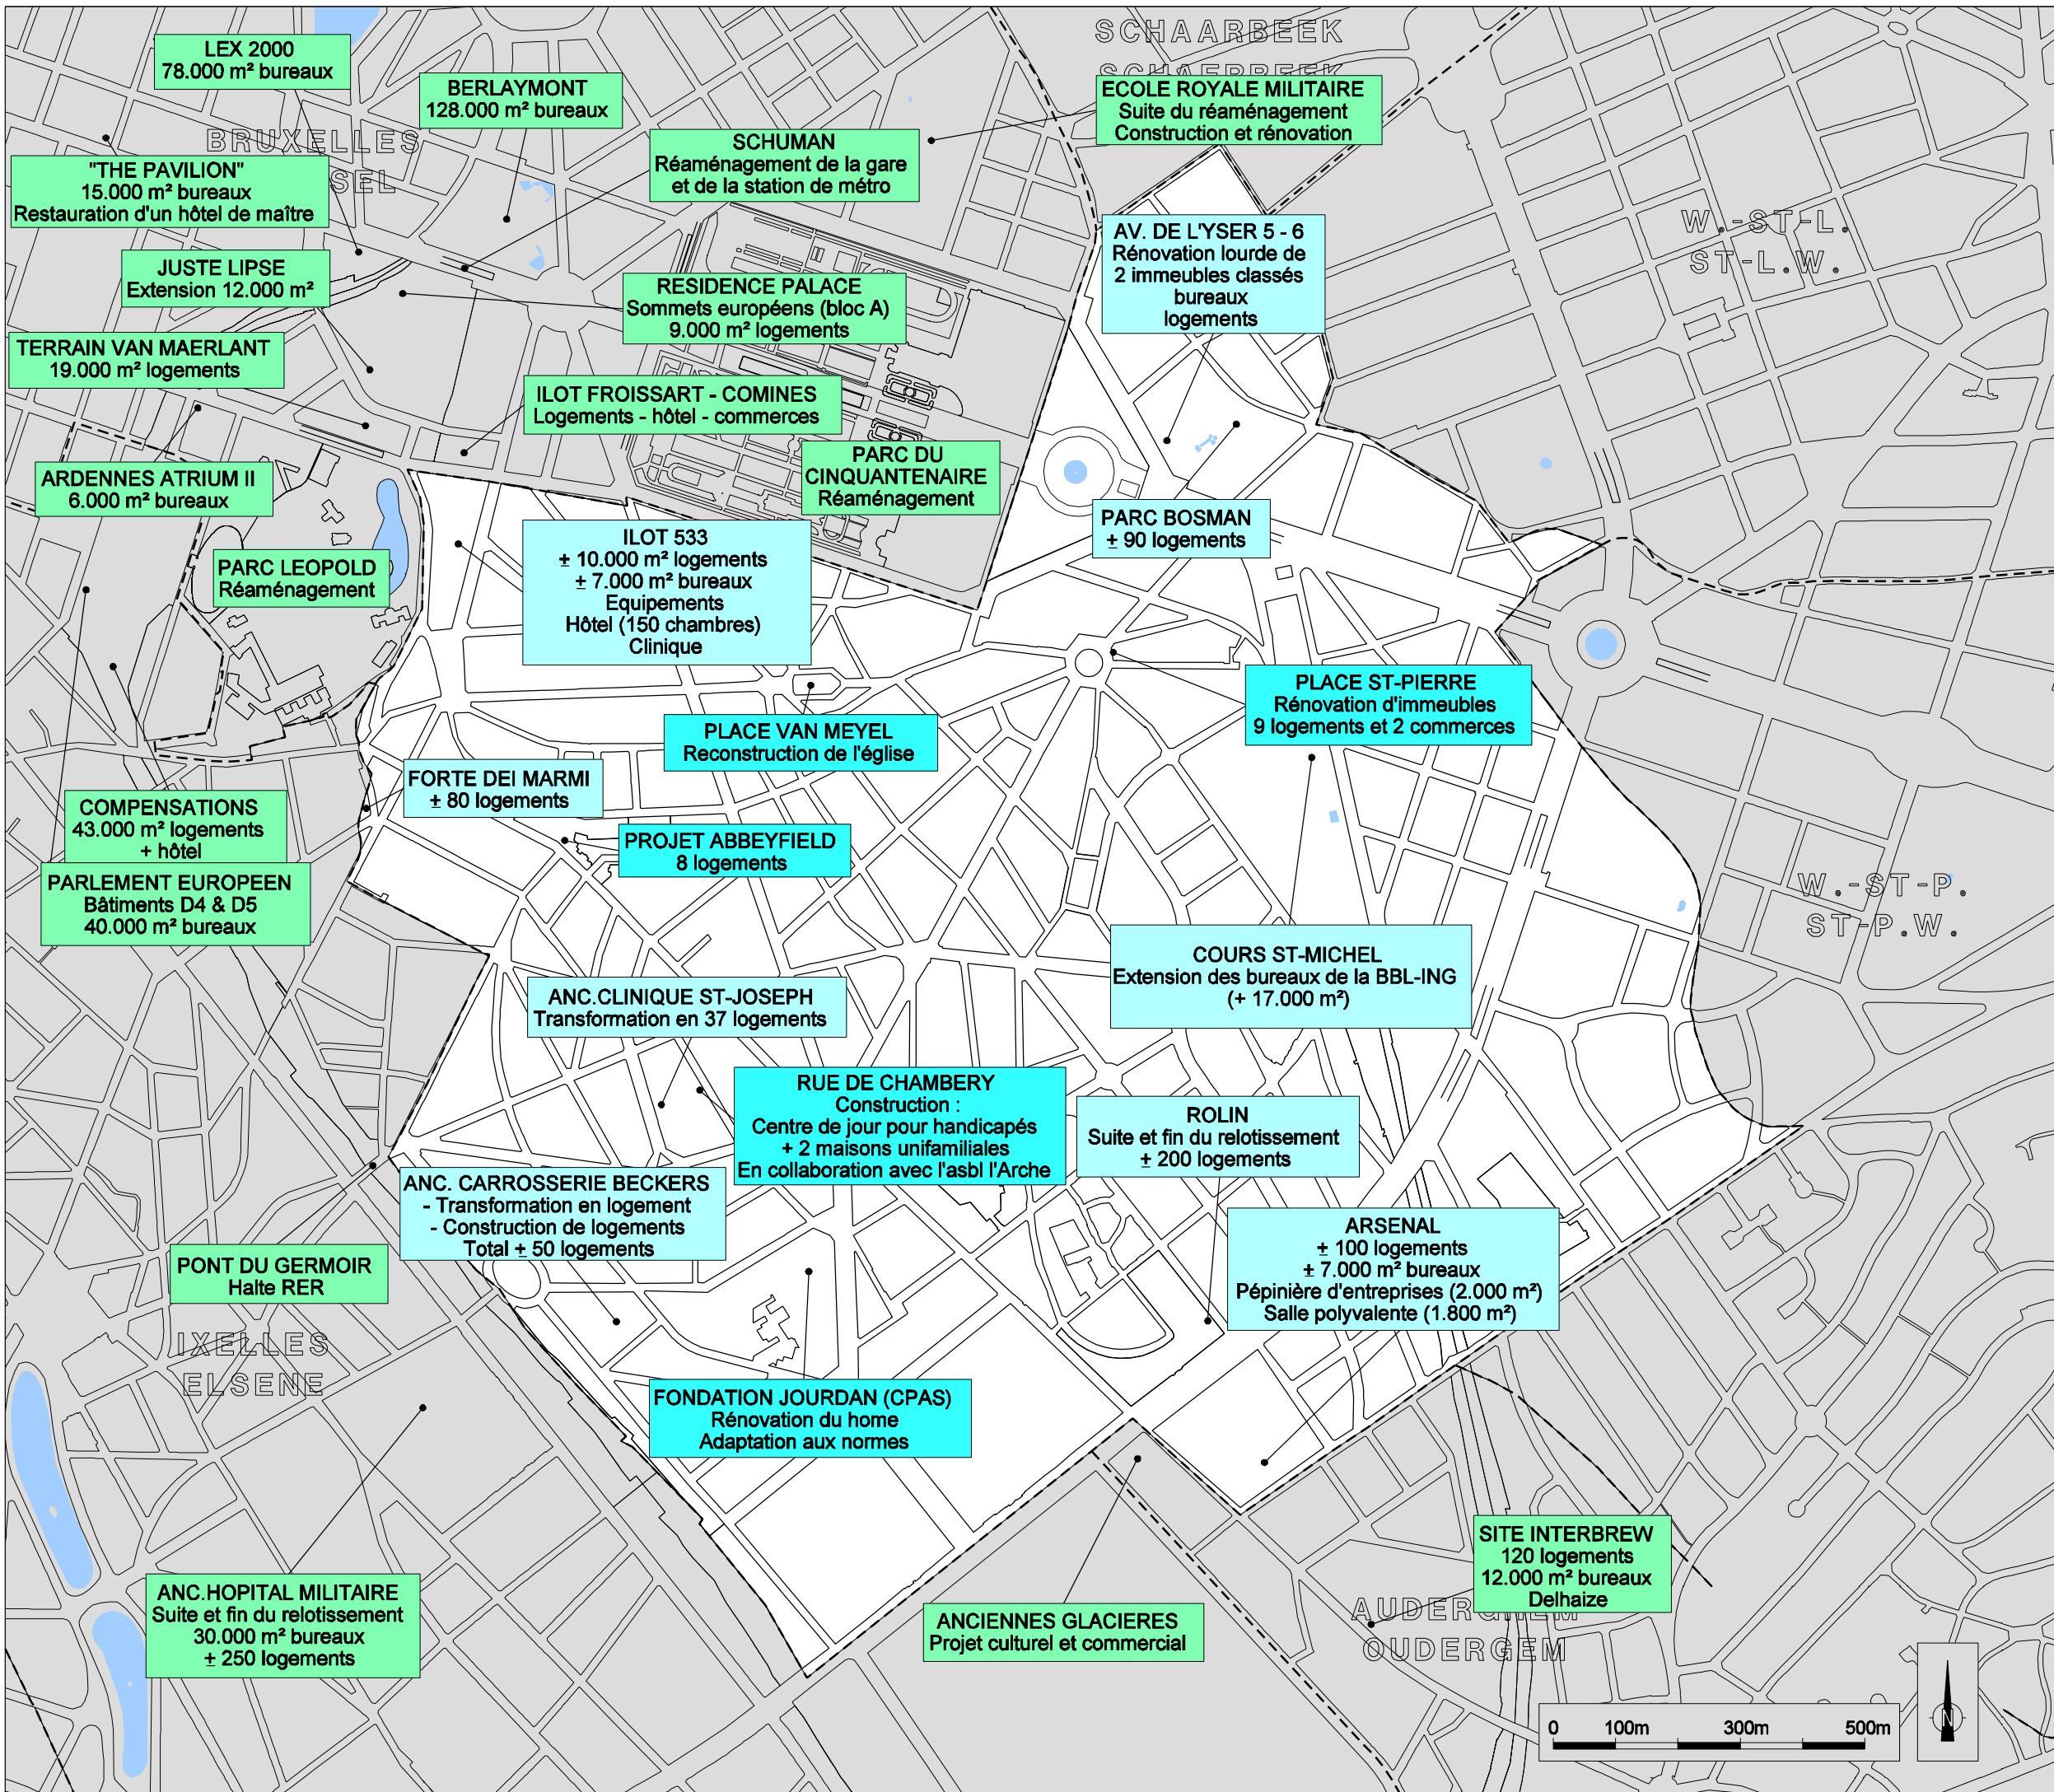 SCHAARBEEK
SCHAERBEEK
LEX 2000
78.000 m² bureaux
BERLAYMONT
128.000 m² bureaux
ECOLE ROYALE MILITAIRE
Suite du réaménagement
Construction et rénovation
BRUXELLES
SEL
SCHUMAN
Réaménagement de la gare
et de la station de métro
"THE PAVILION"
15.000 m² bureaux
Restauration d'un hôtel de maître
W.-ST-L.
ST-L.W.
AV. DE L'YSER 5 - 6
Rénovation lourde de
2 immeubles classés
bureaux
logements
JUSTE LIPSE
Extension 12.000 m²
RESIDENCE PALACE
Sommets européens (bloc A)
9.000 m² logements
TERRAIN VAN MAERLANT
19.000 m² logements
ILOT FROISSART - COMINES
Logements - hôtel - commerces
PARC DU
CINQUANTENAIRE
Réaménagement
ARDENNES ATRIUM II
6.000 m² bureaux
PARC BOSMAN
± 90 logements
ILOT 533
± 10.000 m² logements
± 7.000 m² bureaux
Equipements
Hôtel (150 chambres)
Clinique
PARC LEOPOLD
Réaménagement
PLACE ST-PIERRE
Rénovation d'immeubles
9 logements et 2 commerces
PLACE VAN MEYEL
Reconstruction de l'église
FORTE DEI MARMI
± 80 logements
COMPENSATIONS
43.000 m² logements
+ hôtel
PROJET ABBEYFIELD
8 logements
PARLEMENT EUROPEEN
Bâtiments D4 & D5
40.000 m² bureaux
W.-ST-P.
ST-P.W.
COURS ST-MICHEL
Extension des bureaux de la BBL-ING
(+ 17.000 m²)
ANC.CLINIQUE ST-JOSEPH
Transformation en 37 logements
RUE DE CHAMBERY
Construction :
Centre de jour pour handicapés
+ 2 maisons unifamiliales
En collaboration avec l'asbl l'Arche
ROLIN
Suite et fin du relotissement
± 200 logements
ANC. CARROSSERIE BECKERS
- Transformation en logement
- Construction de logements
Total ± 50 logements
ARSENAL
± 100 logements
± 7.000 m² bureaux
Pépinière d'entreprises (2.000 m²)
Salle polyvalente (1.800 m²)
PONT DU GERMOIR
Halte RER
IXELLES
ELSENE
FONDATION JOURDAN (CPAS)
Rénovation du home
Adaptation aux normes
SITE INTERBREW
120 logements
12.000 m² bureaux
Delhaize
ANC.HOPITAL MILITAIRE
Suite et fin du relotissement
30.000 m² bureaux
± 250 logements
ANCIENNES GLACIERES
Projet culturel et commercial
AUDERGHEM
OUDERGEM
0 100m 300m 500m
N